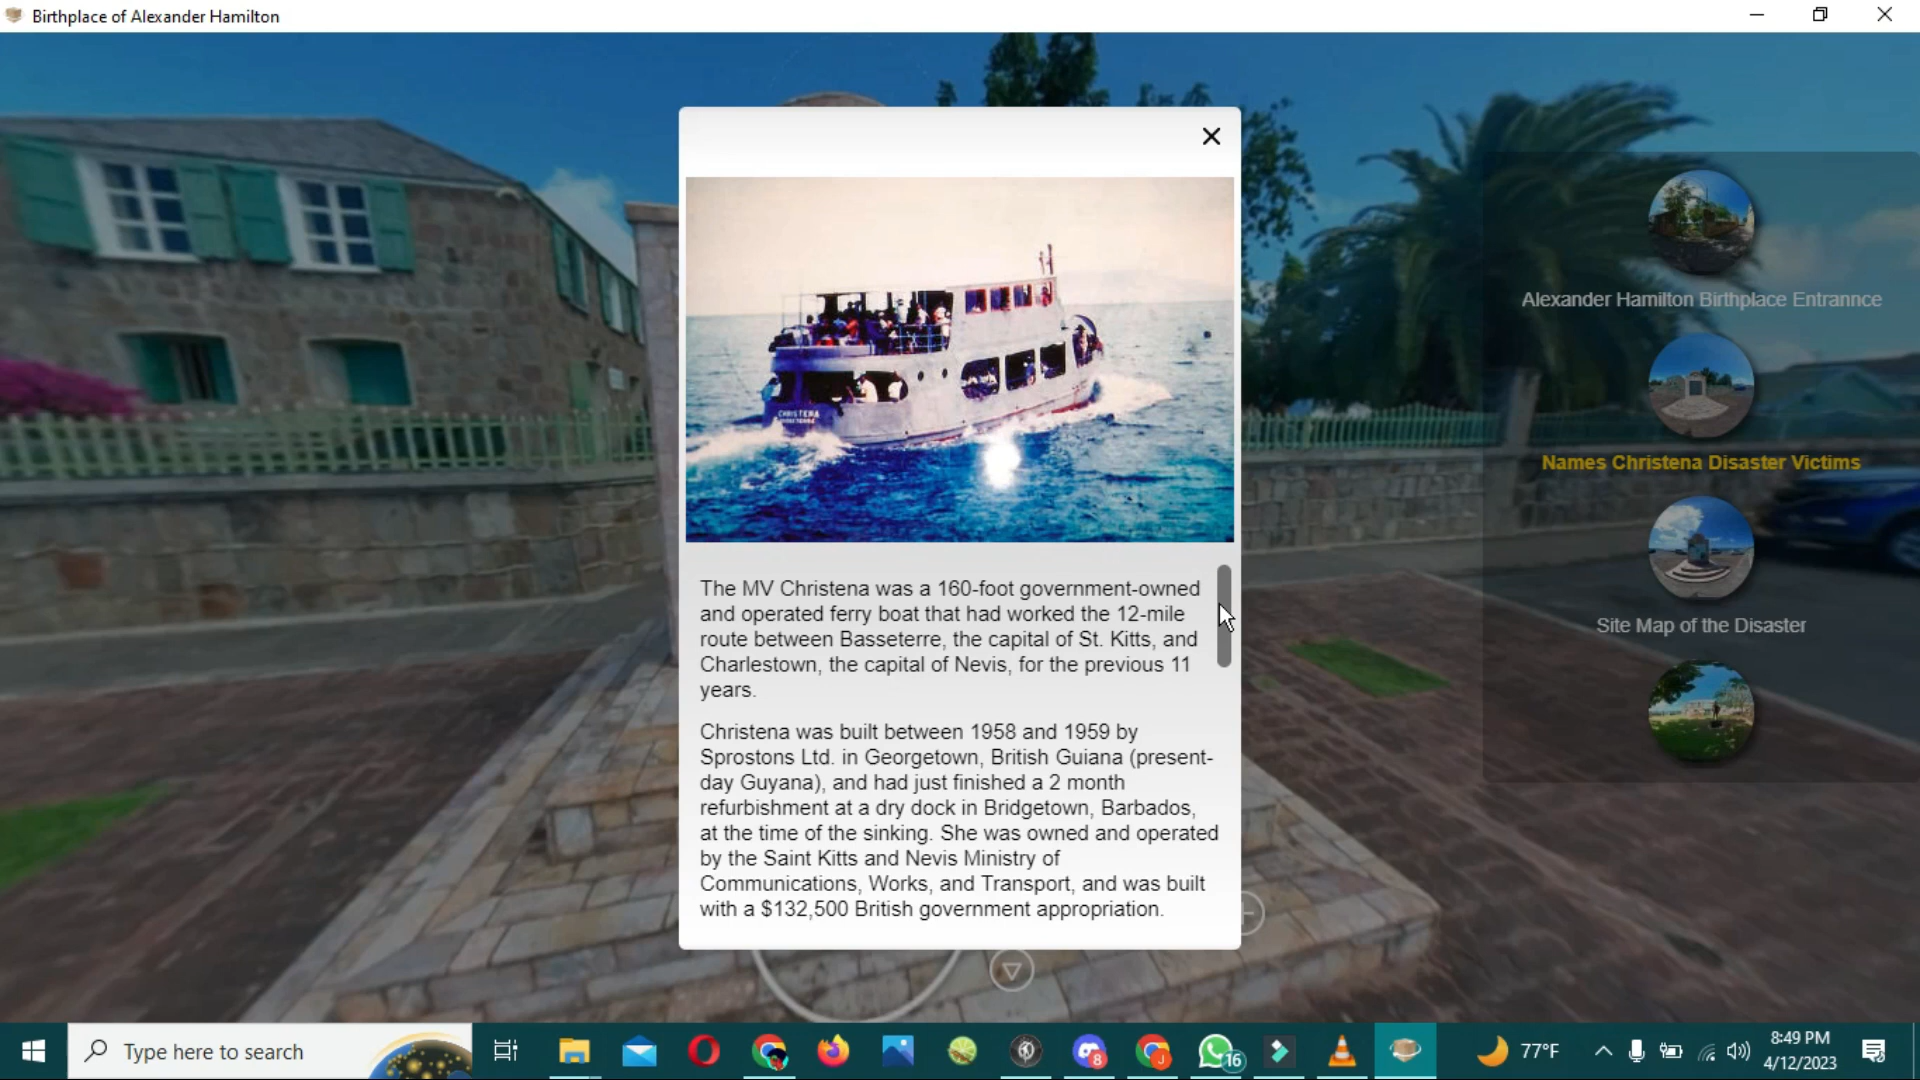 Birthplace of Alexander Hamilton
CHRISTENA
The MV Christena was a 160-foot government-owned
and operated ferry boat that had worked the 12-mile
route between Basseterre, the capital of St. Kitts, and
Charlestown, the capital of Nevis, for the previous 11
years.
Christena was built between 1958 and 1959 by
Sprostons Ltd. in Georgetown, British Guiana (present-
day Guyana), and had just finished a 2 month
refurbishment at a dry dock in Bridgetown, Barbados,
at the time of the sinking. She was owned and operated
by the Saint Kitts and Nevis Ministry of
Communications, Works, and Transport, and was built
with a $132,500 British government appropriation.
Alexander Hamilton Birthplace Entrannce
Names Christena Disaster Victims
Site Map of the Disaster
Type here to search
8
J
16
77°F
8:49 PM
4/12/2023